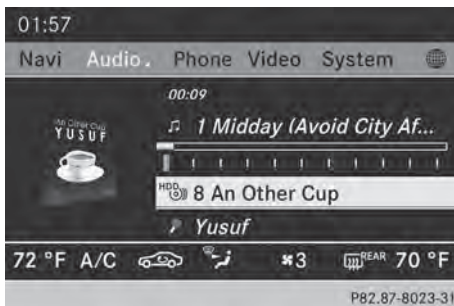 01:57
Navi Audio. Phone Video System
00:09
1 Midday (Avoid City Af...
An Other Cup
YUSUF
HDD 8 An Other Cup
Yusuf
72 °F A/C 3 REAR 70 °F
P82.87-8023-31